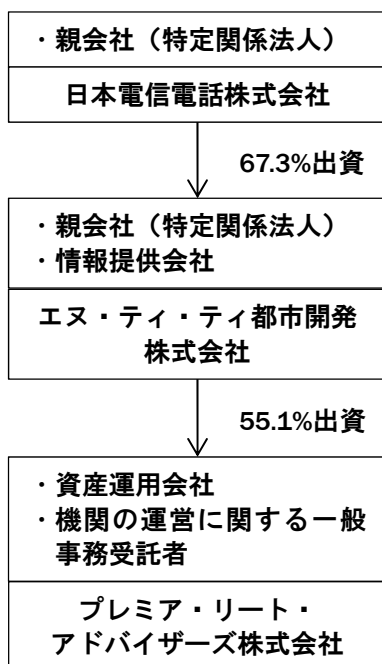 ・親会社（特定関係法人）
日本電信電話株式会社
67.3%出資
・親会社（特定関係法人）
・情報提供会社
エヌ・ティ・ティ都市開発
株式会社
55.1%出資
・資産運用会社
・機関の運営に関する一般
事務受託者
プレミア・リート・
アドバイザーズ株式会社